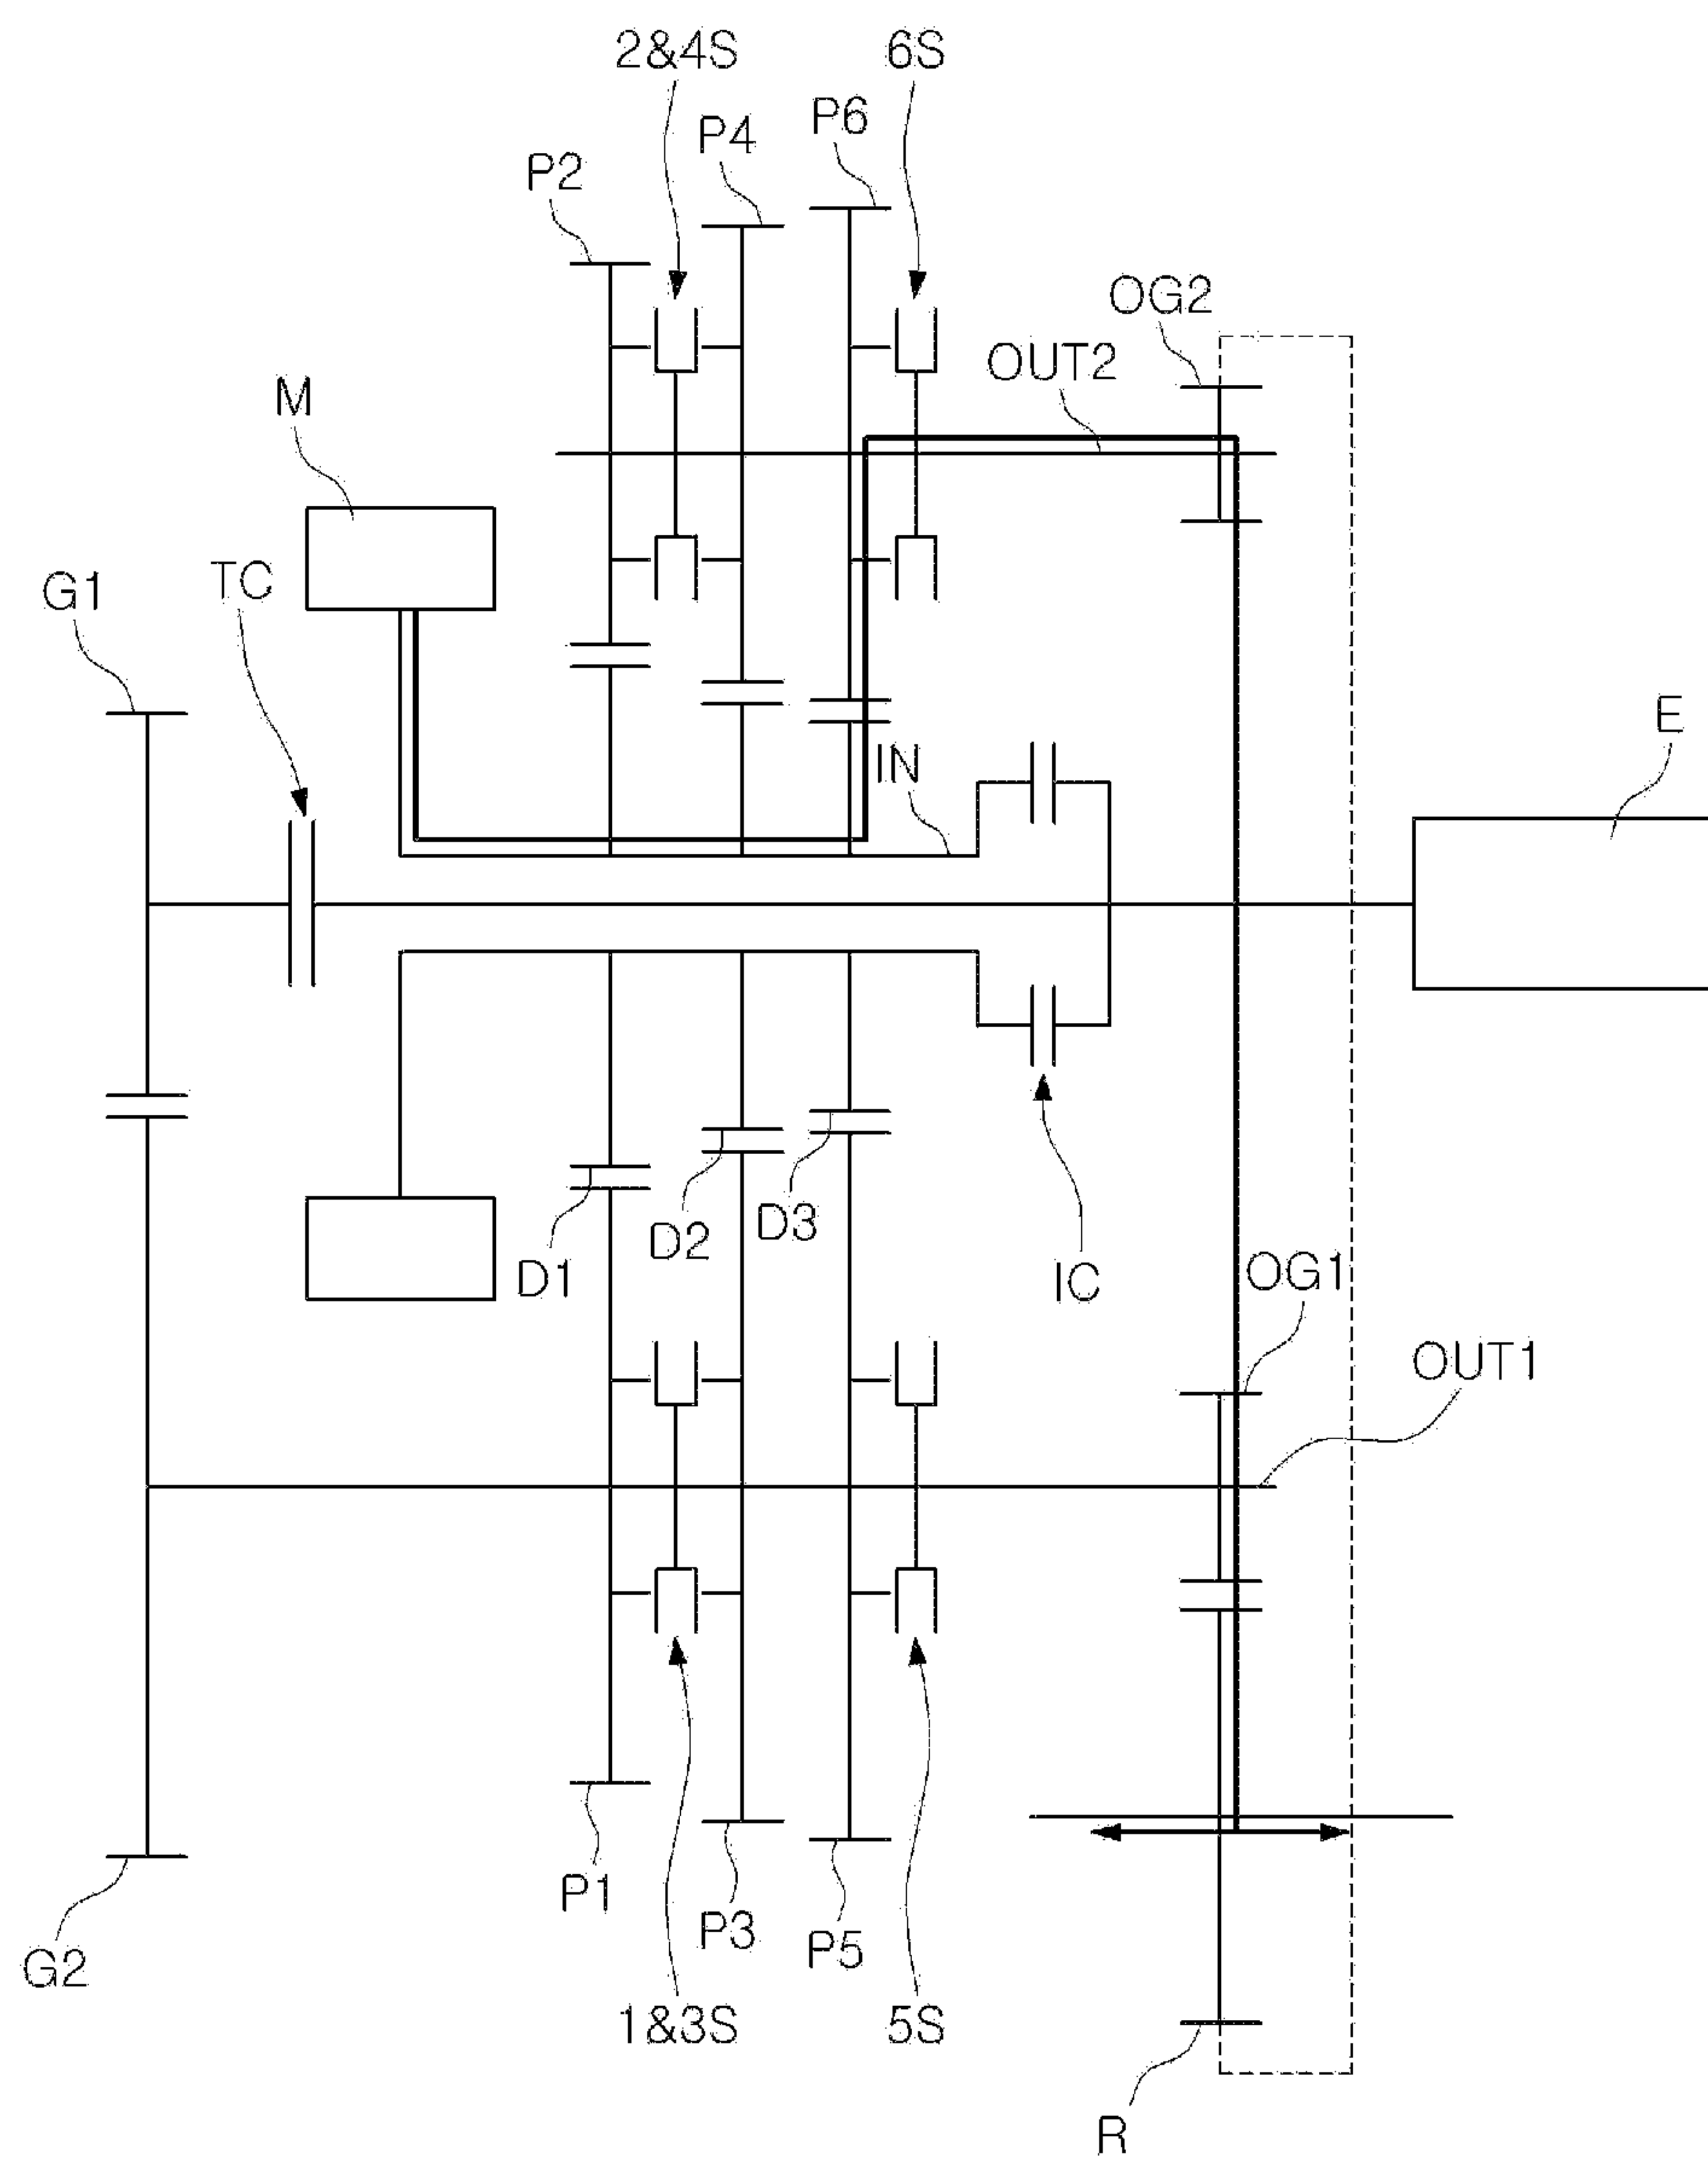 2&4S
6S
P6
P4
P2
OG2
OUT2
M
TC
G1
E
IN
D3
D2
D1
IC
OG1
OUT1
P1
P3
P5
G2
1&3S
5S
R